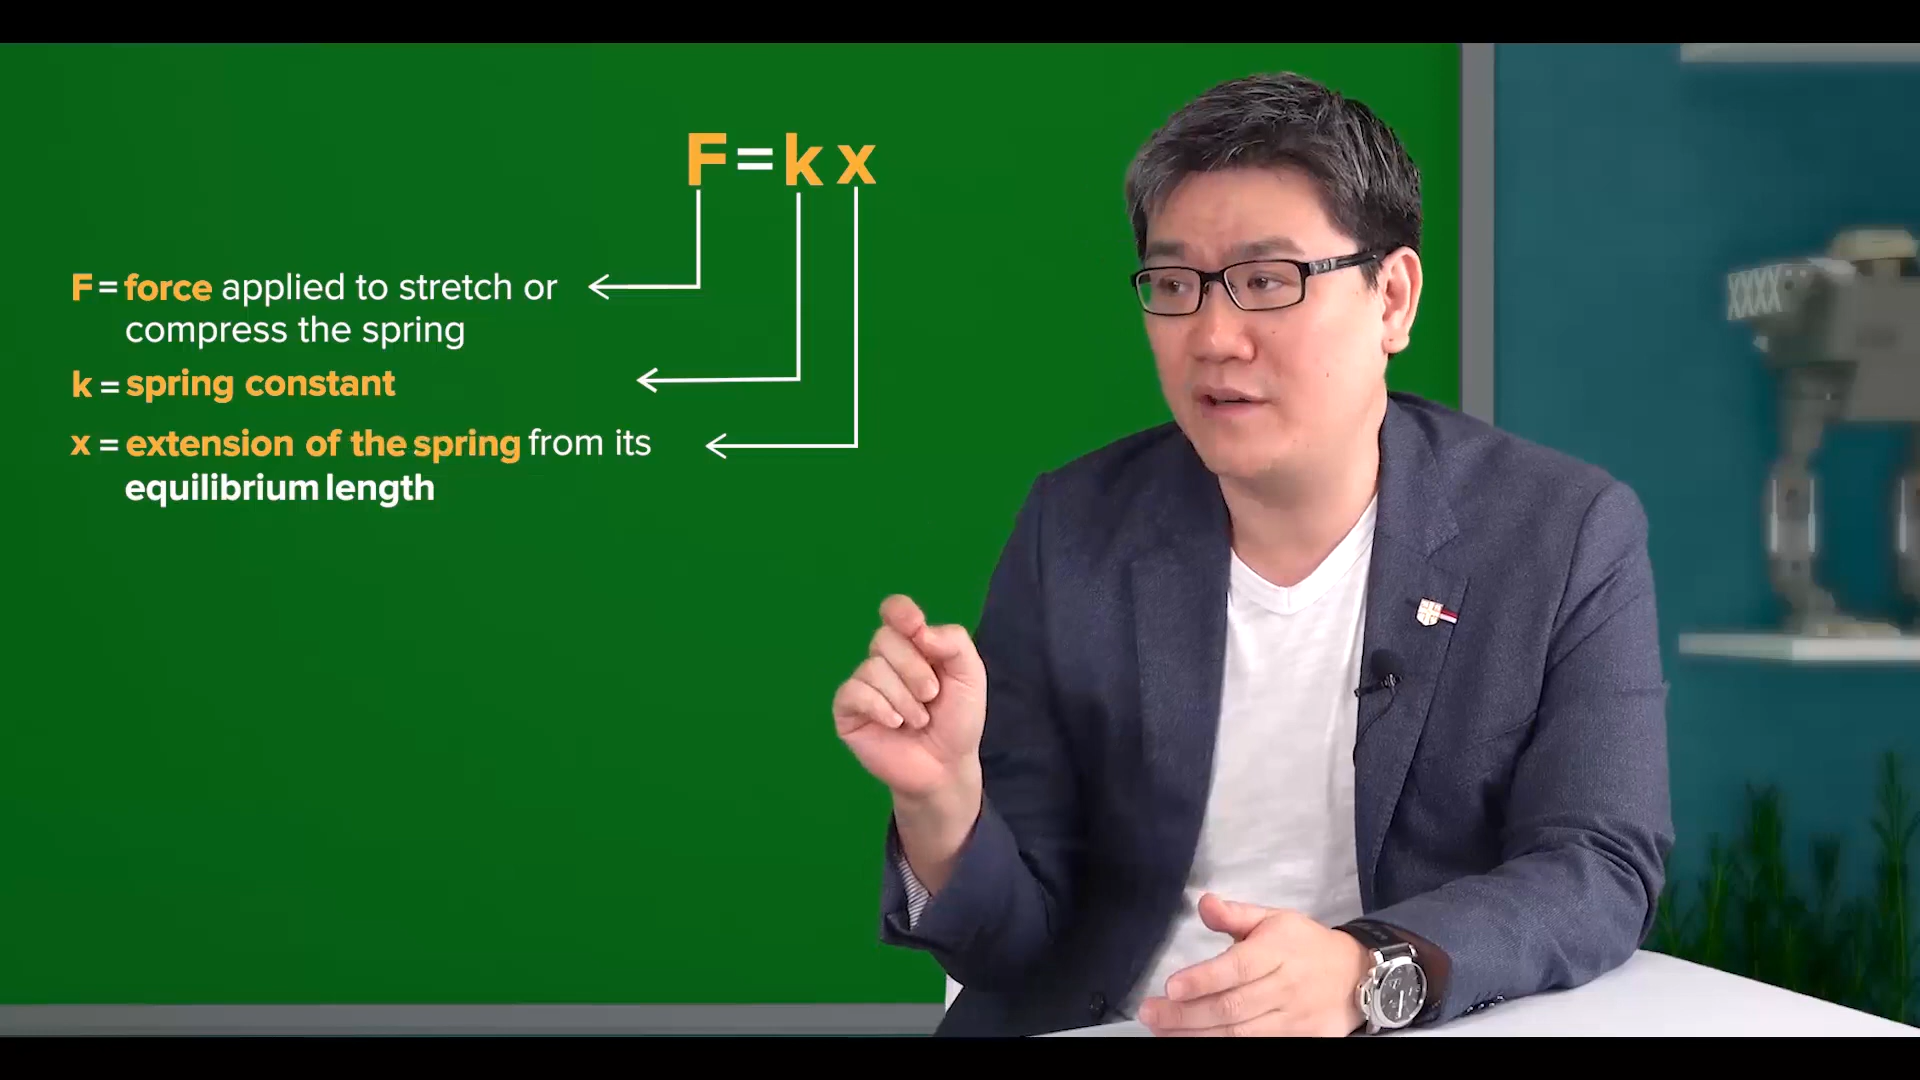 F=kx
F=force applied to stretch or
compress the spring
k=spring constant
x=extension of the spring from its
equilibrium length
XXXX